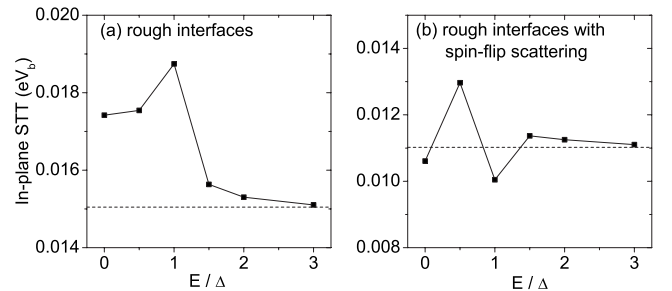 (a) rough interfaces
In-plane STT (eV_b)
0.020
0.018
0.016
0.014
0 1 2 3
E / Δ
(b) rough interfaces with
spin-flip scattering
0.014
0.012
0.010
0.008
0 1 2 3
E / Δ